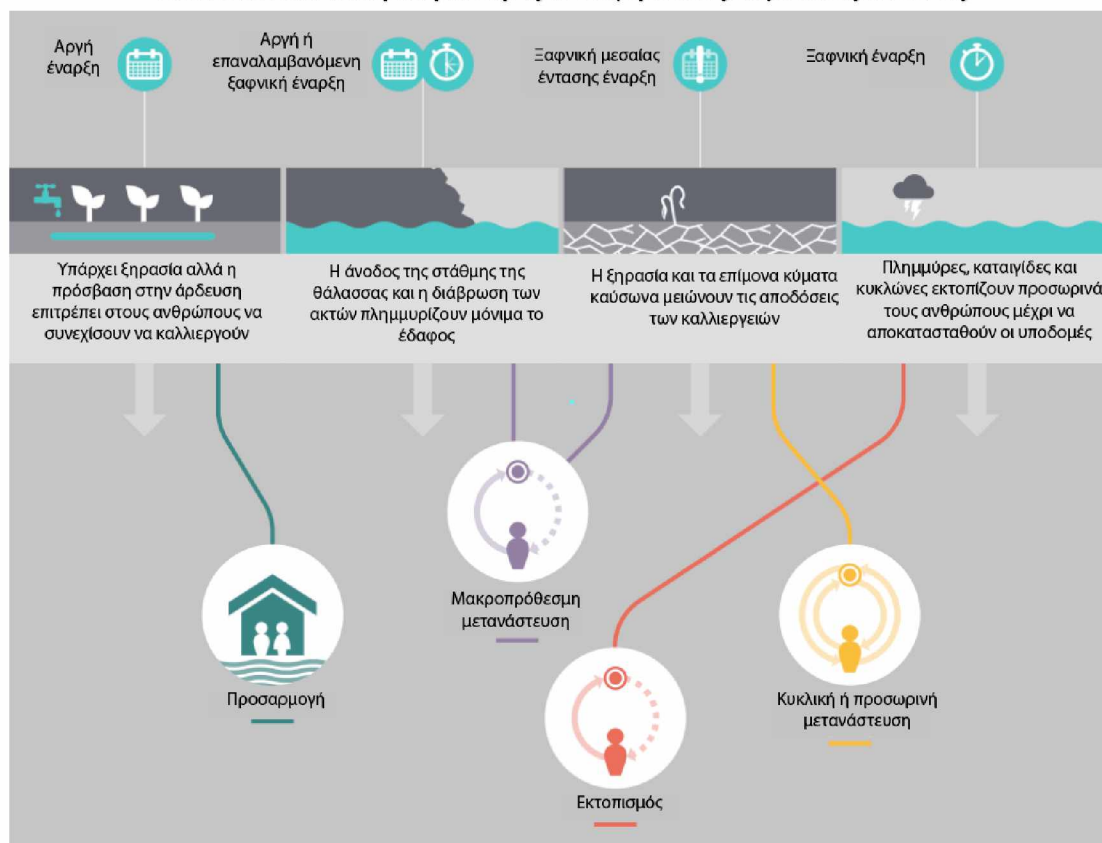 Αργή
έναρξη
Αργή ή
επαναλαμβανόμενη
ξαφνική έναρξη
Ξαφνική μεσαίας
έντασης έναρξη
Ξαφνική έναρξη
Υπάρχει ξηρασία αλλά η
πρόσβαση στην άρδευση
επιτρέπει στους ανθρώπους να
συνεχίσουν να καλλιεργούν
Η άνοδος της στάθμης της
θάλασσας και η διάβρωση των
ακτών πλημμυρίζουν μόνιμα το
έδαφος
Η ξηρασία και τα επίμονα κύματα
καύσωνα μειώνουν τις αποδόσεις
των καλλιεργειών
Πλημμύρες, καταιγίδες και
κυκλώνες εκτοπίζουν προσωρινά
τους ανθρώπους μέχρι να
αποκατασταθούν οι υποδομές
Μακροπρόθεσμη
μετανάστευση
Προσαρμογή
Κυκλική ή προσωρινή
μετανάστευση
Εκτοπισμός